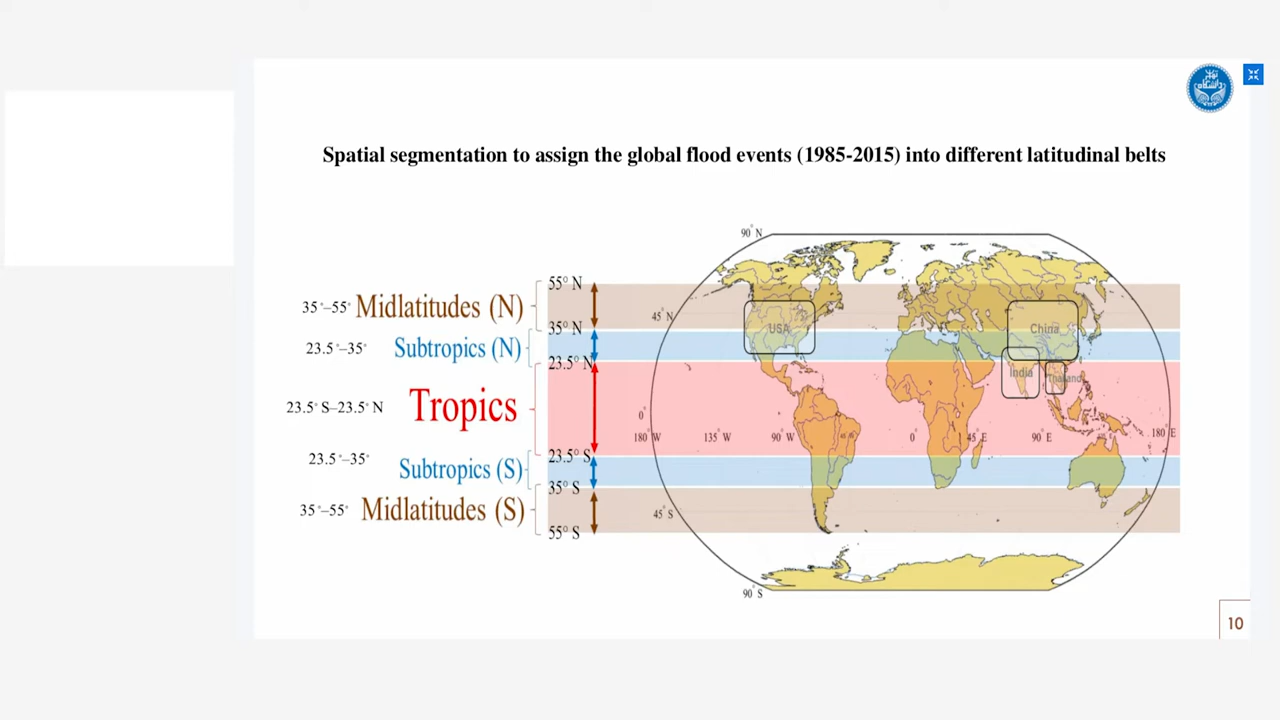 تهران
دانشگاه
Spatial segmentation to assign the global flood events (1985-2015) into different latitudinal belts
90° N
55° N
35°–55° Midlatitudes (N)
45° N
35° N
USA
China
23.5°–35° Subtropics (N)
23.5° N
India
Thailand
23.5° S–23.5° N Tropics
0°
180° W 135° W 90° W 0° 45° E 90° E 180° E
23.5° S
23.5°–35° Subtropics (S)
35° S
35°–55° Midlatitudes (S)
45° S
55° S
90° S
10